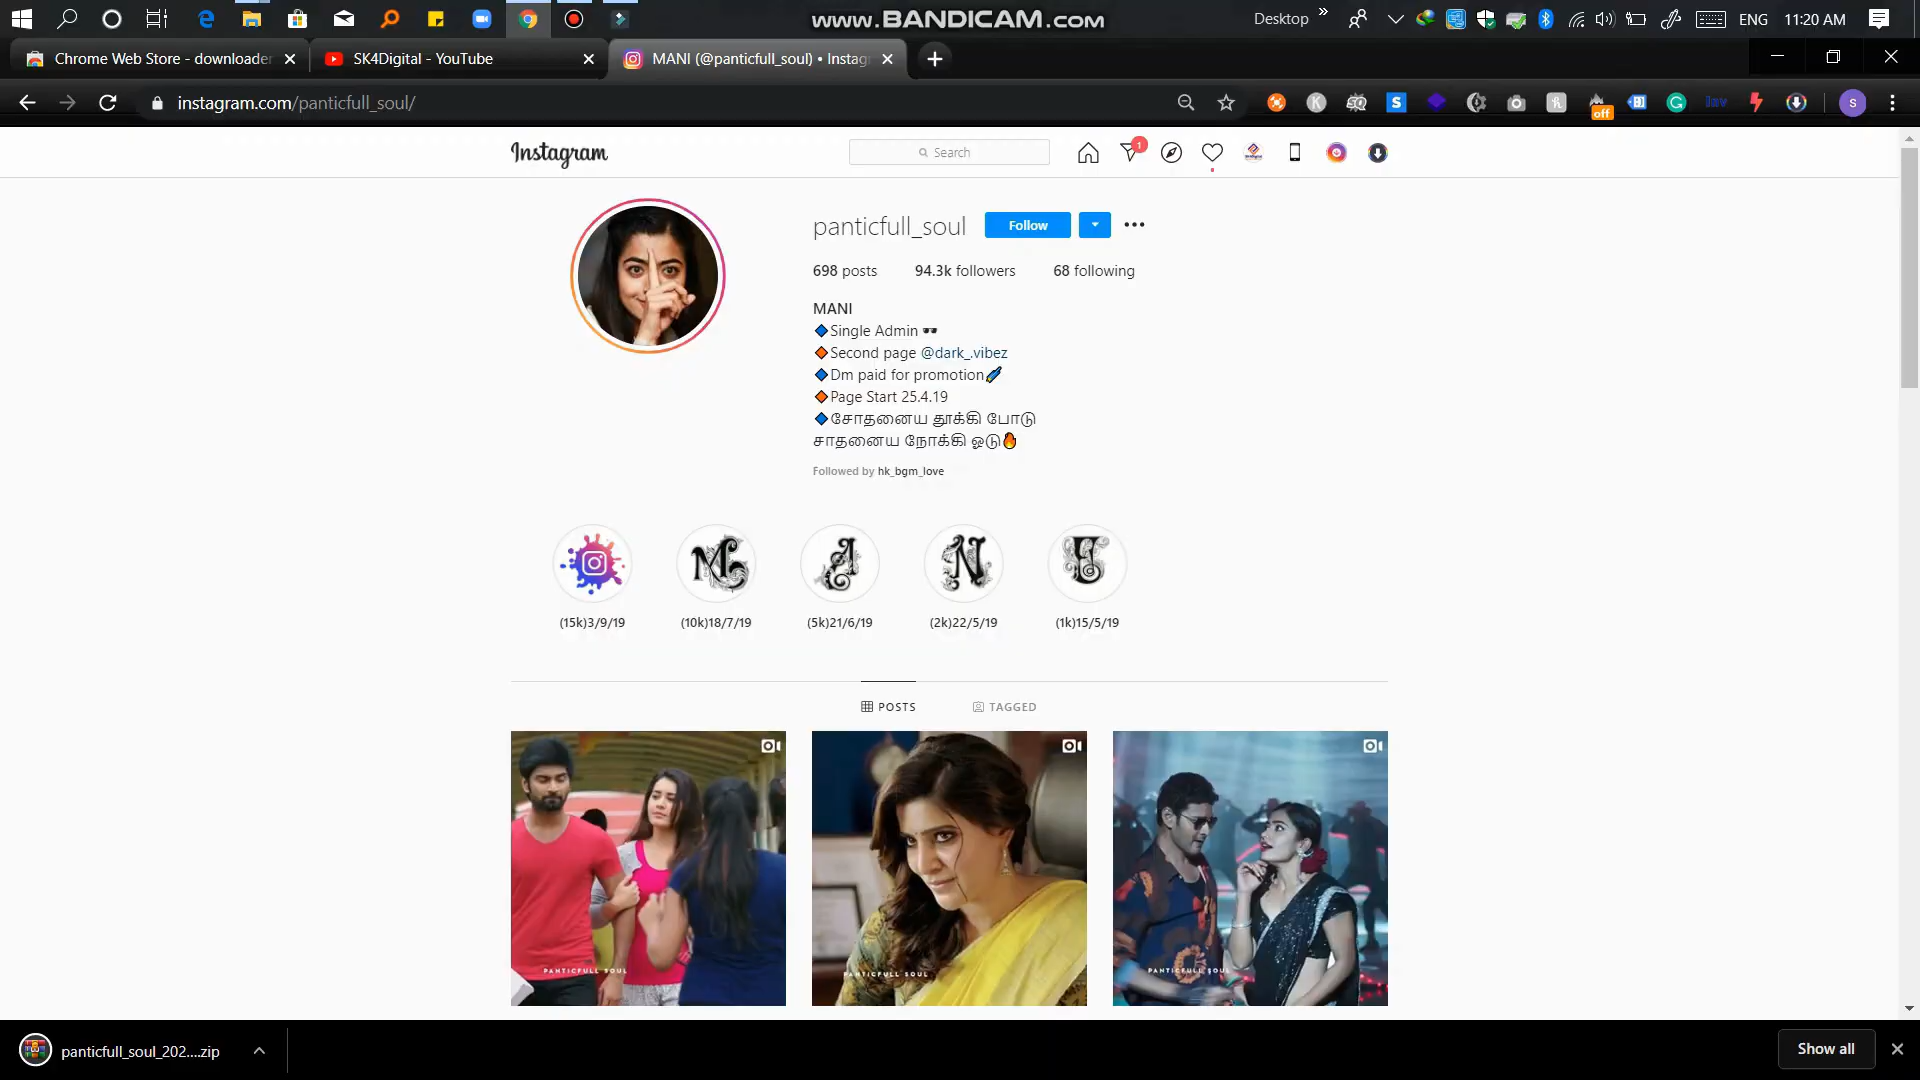 www.BANDICAM.com
Desktop
ENG
11:20 AM
Chrome Web Store - downloader
SK4Digital - YouTube
MANI (@panticfull_soul) • Instag
instagram.com/panticfull_soul/
off
S
Instagram
Search
1
panticfull_soul
Follow
698 posts
94.3k followers
68 following
MANI
🔷Single Admin 🕶
🔶Second page @dark_.vibez
🔷Dm paid for promotion
🔶Page Start 25.4.19
🔷சோதனைய தூக்கி போடு
சாதனைய நோக்கி ஓடு🔥
Followed by hk_bgm_love
M
A
N
(15k)3/9/19
(10k)18/7/19
(5k)21/6/19
(2k)22/5/19
(1k)15/5/19
POSTS
TAGGED
PANTICFULL SOUL
PANTICFULL SOUL
PANTICFULL SOUL
panticfull_soul_202....zip
Show all